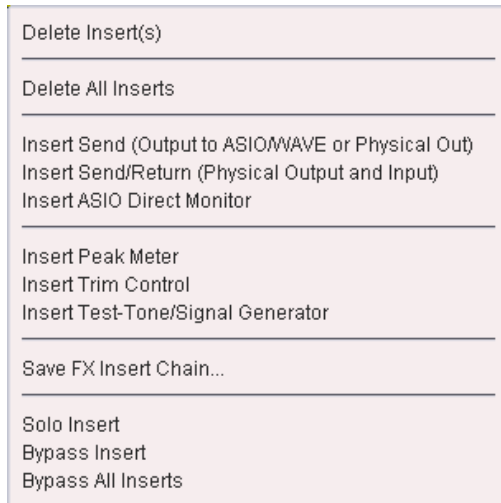 Delete Insert(s)
Delete All Inserts
Insert Send (Output to ASIO/WAVE or Physical Out)
Insert Send/Return (Physical Output and Input)
Insert ASIO Direct Monitor
Insert Peak Meter
Insert Trim Control
Insert Test-Tone/Signal Generator
Save FX Insert Chain...
Solo Insert
Bypass Insert
Bypass All Inserts